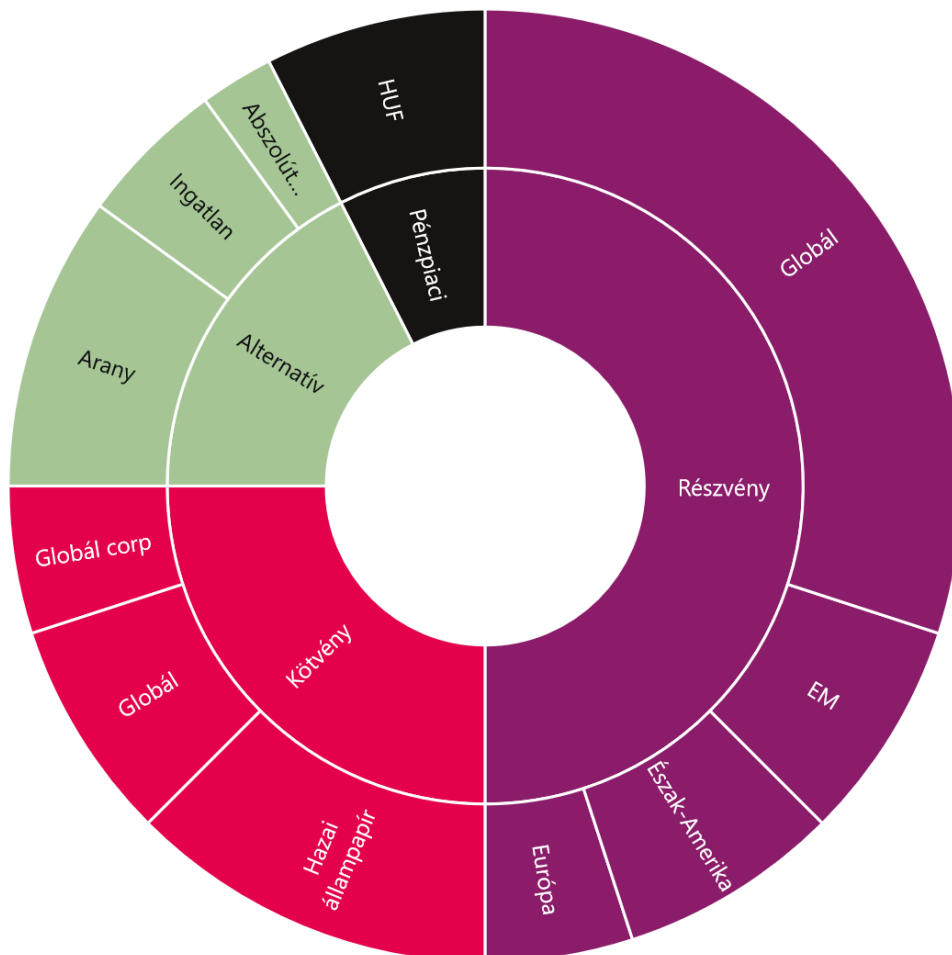 HUF
Abszolút...
Ingatlan
Pénzpiaci
Globál
Arany
Alternatív
Részvény
Globál corp
Kötvény
Globál
EM
Észak-Amerika
Hazai
állampapír
Európa